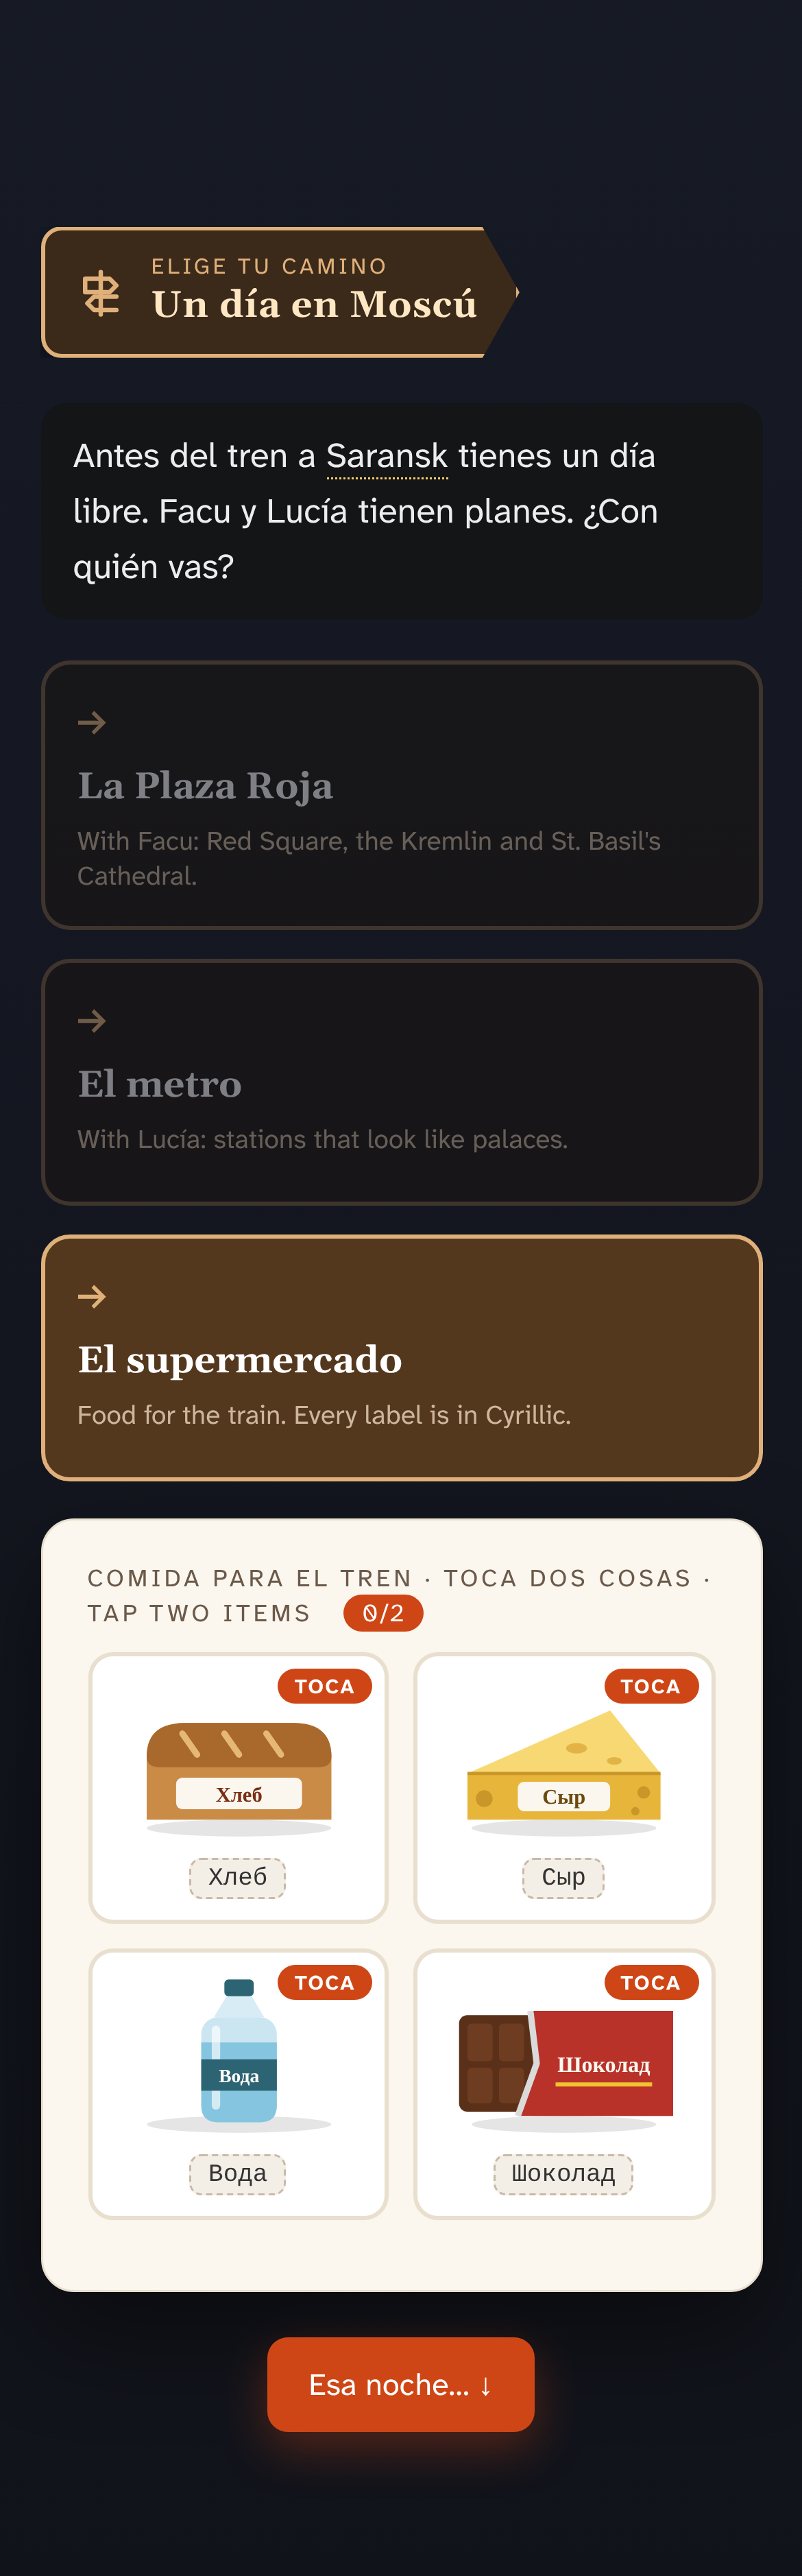 ELIGE TU CAMINO
Un día en Moscú
Antes del tren a Saransk tienes un día
libre. Facu y Lucía tienen planes. ¿Con
quién vas?
→
La Plaza Roja
With Facu: Red Square, the Kremlin and St. Basil's
Cathedral.
→
El metro
With Lucía: stations that look like palaces.
→
El supermercado
Food for the train. Every label is in Cyrillic.
COMIDA PARA EL TREN · TOCA DOS COSAS ·
TAP TWO ITEMS 0/2
TOCA
Хлеб
Хлеб
TOCA
Сыр
Сыр
TOCA
Вода
Вода
TOCA
Шоколад
Шоколад
Esa noche... ↓